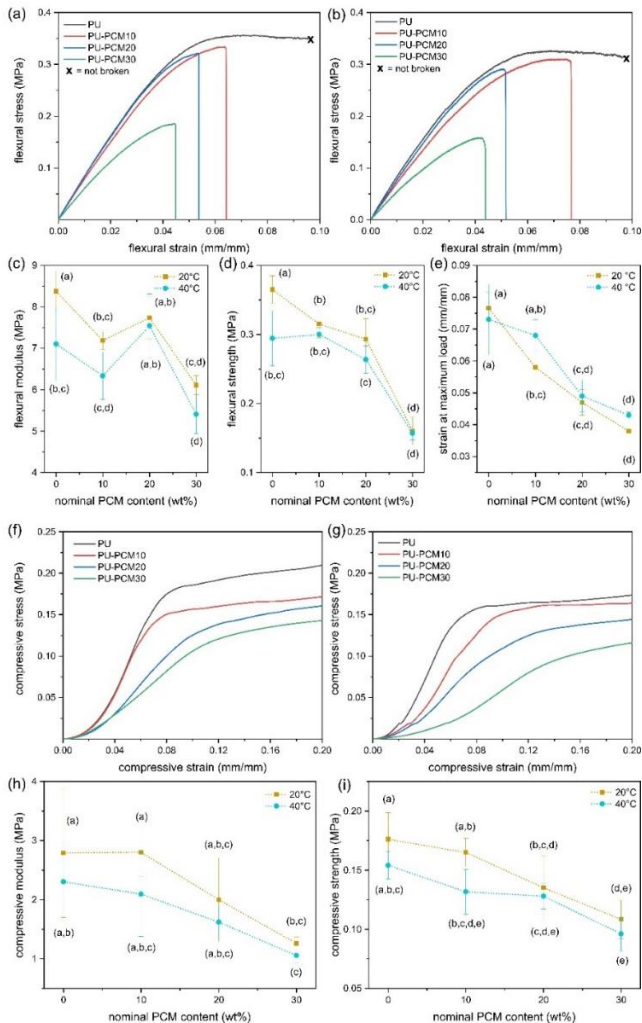 (a)
PU
PU-PCM10
PU-PCM20
PU-PCM30
x = not broken
x
flexural stress (MPa)
0.4
0.3
0.2
0.1
0.0
0.00 0.02 0.04 0.06 0.08 0.10
flexural strain (mm/mm)
(b)
PU
PU-PCM10
PU-PCM20
PU-PCM30
x = not broken
x
flexural stress (MPa)
0.4
0.3
0.2
0.1
0.0
0.00 0.02 0.04 0.06 0.08 0.10
flexural strain (mm/mm)
(c)
20°C
40°C
(a)
(b,c)
(a,b)
(c,d)
(b,c)
(c,d)
(a,b)
(d)
flexural modulus (MPa)
9
8
7
6
5
4
0 10 20 30
nominal PCM content (wt%)
(d)
20°C
40°C
(a)
(b)
(b,c)
(d)
(b,c)
(b,c)
(c)
(d)
flexural strength (MPa)
0.4
0.3
0.2
0.1
0 10 20 30
nominal PCM content (wt%)
(e)
20°C
40 °C
(a)
(a,b)
(c,d)
(d)
(a)
(b,c)
(c,d)
(d)
strain at maximum load (mm/mm)
0.09
0.08
0.07
0.06
0.05
0.04
0.03
0 10 20 30
nominal PCM content (wt%)
(f)
PU
PU-PCM10
PU-PCM20
PU-PCM30
compressive stress (MPa)
0.25
0.20
0.15
0.10
0.05
0.00 0.04 0.08 0.12 0.16 0.20
compressive strain (mm/mm)
(g)
PU
PU-PCM10
PU-PCM20
PU-PCM30
compressive stress (MPa)
0.25
0.20
0.15
0.10
0.05
0.00 0.04 0.08 0.12 0.16 0.20
compressive strain (mm/mm)
(h)
20°C
40°C
(a)
(a)
(a,b,c)
(b,c)
(a,b)
(a,b,c)
(a,b,c)
(c)
compressive modulus (MPa)
4
3
2
1
0 10 20 30
nominal PCM content (wt%)
(i)
20°C
40°C
(a)
(a,b)
(b,c,d)
(d,e)
(a,b,c)
(b,c,d,e)
(c,d,e)
(e)
compressive strength (MPa)
0.20
0.15
0.10
0.05
0 10 20 30
nominal PCM content (wt%)